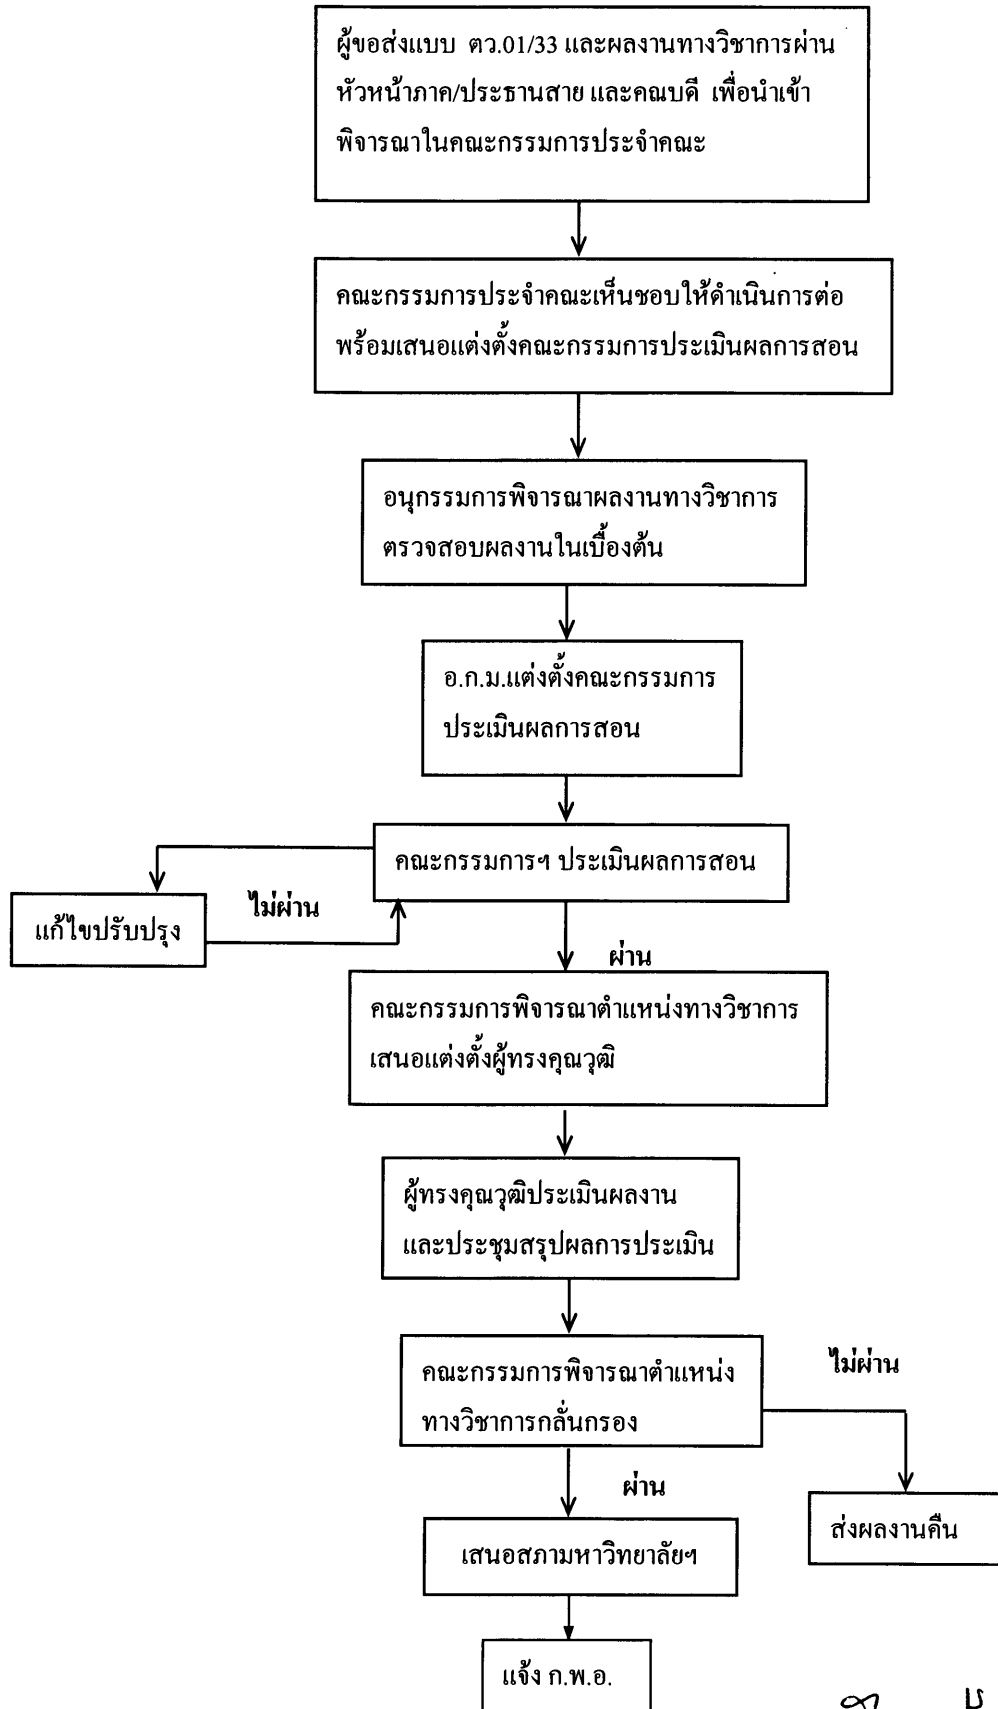 ผู้ขอส่งแบบ ตว.01/33 และผลงานทางวิชาการผ่าน
หัวหน้าภาค/ประธานสาย และคณบดี เพื่อนำเข้า
พิจารณาในคณะกรรมการประจำคณะ
คณะกรรมการประจำคณะเห็นชอบให้ดำเนินการต่อ
พร้อมเสนอแต่งตั้งคณะกรรมการประเมินผลการสอน
อนุกรรมการพิจารณาผลงานทางวิชาการ
ตรวจสอบผลงานในเบื้องต้น
อ.ก.ม.แต่งตั้งคณะกรรมการ
ประเมินผลการสอน
คณะกรรมการฯ ประเมินผลการสอน
ไม่ผ่าน
แก้ไขปรับปรุง
ผ่าน
คณะกรรมการพิจารณาตำแหน่งทางวิชาการ
เสนอแต่งตั้งผู้ทรงคุณวุฒิ
ผู้ทรงคุณวุฒิประเมินผลงาน
และประชุมสรุปผลการประเมิน
คณะกรรมการพิจารณาตำแหน่ง
ทางวิชาการกลั่นกรอง
ไม่ผ่าน
ผ่าน
ส่งผลงานคืน
เสนอสภามหาวิทยาลัยฯ
แจ้ง ก.พ.อ.